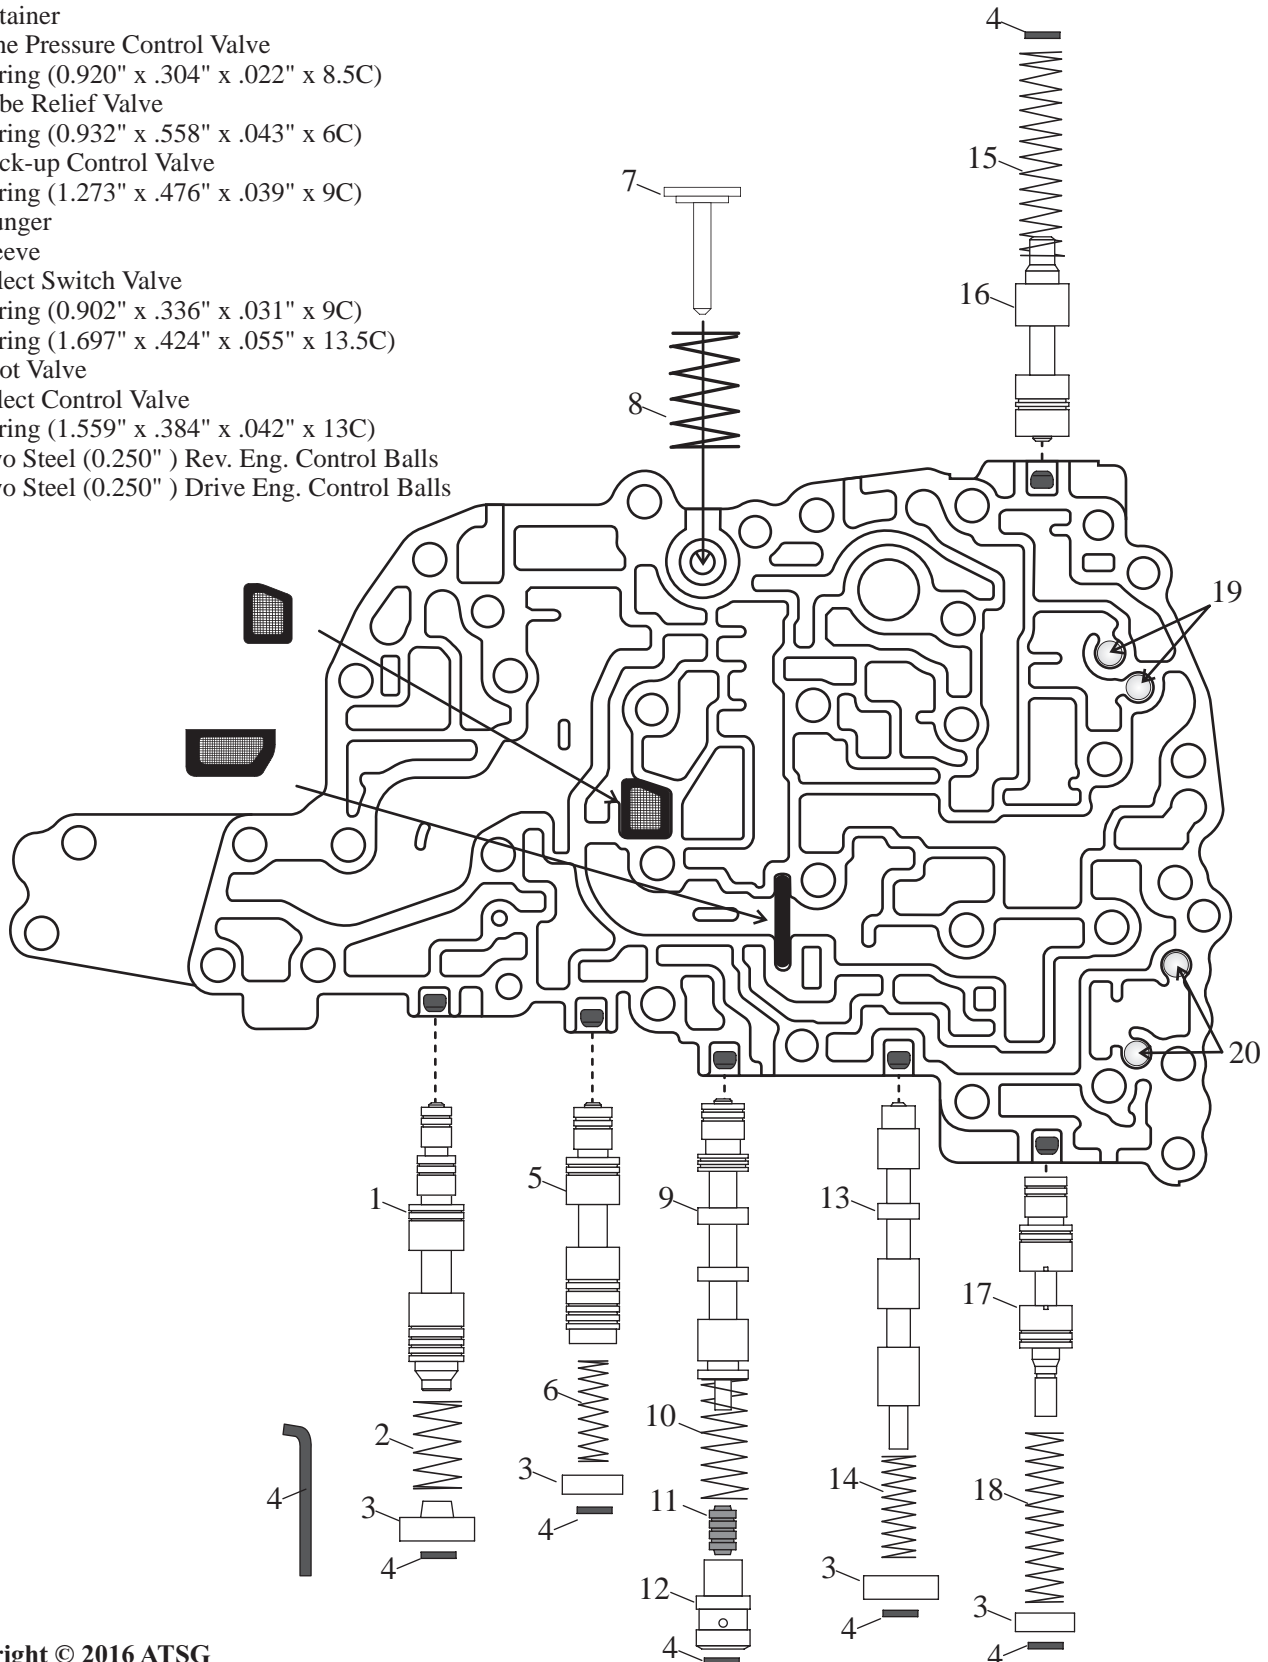 tainer
ne Pressure Control Valve
ring (0.920" x .304" x .022" x 8.5C)
be Relief Valve
ring (0.932" x .558" x .043" x 6C)
ck-up Control Valve
ring (1.273" x .476" x .039" x 9C)
unger
eeve
lect Switch Valve
ring (0.902" x .336" x .031" x 9C)
ring (1.697" x .424" x .055" x 13.5C)
ot Valve
lect Control Valve
ring (1.559" x .384" x .042" x 13C)
vo Steel (0.250" ) Rev. Eng. Control Balls
vo Steel (0.250" ) Drive Eng. Control Balls
4
15
7
16
8
19
20
5
1
9
13
17
6
2
10
3
14
18
4
11
3
4
4
3
12
3
4
4
4
right © 2016 ATSG